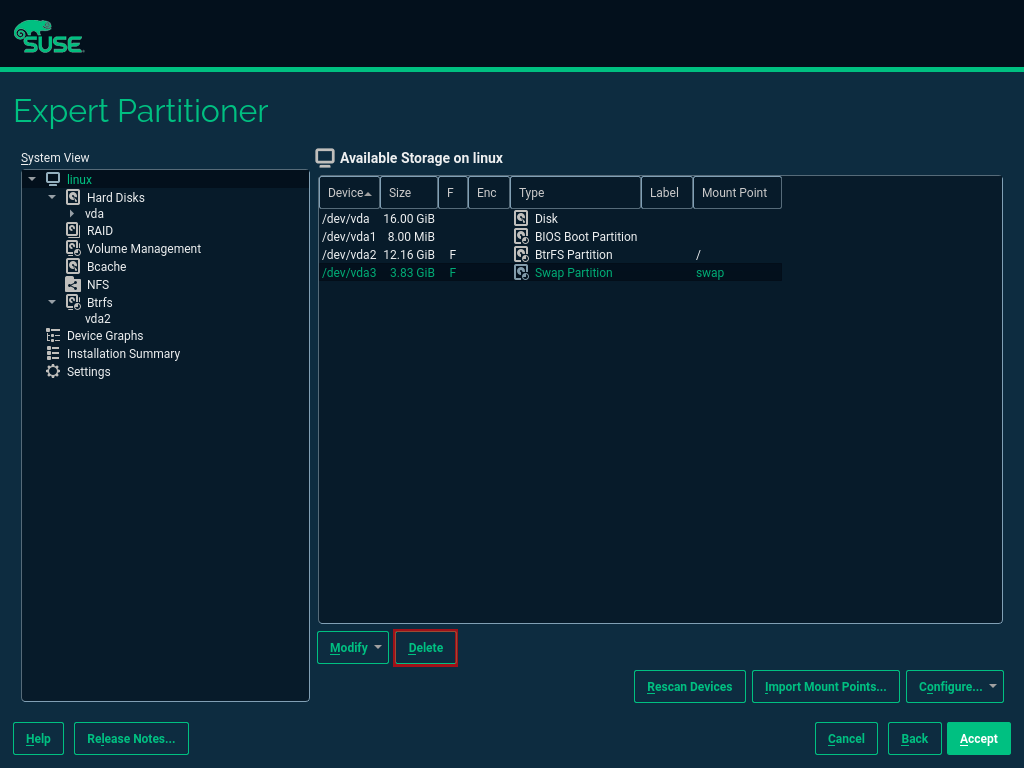 SUSE
Expert Partitioner
System View
linux
Hard Disks
vda
RAID
Volume Management
Bcache
NFS
Btrfs
vda2
Device Graphs
Installation Summary
Settings
Available Storage on linux
Device Size F Enc Type Label Mount Point
/dev/vda 16.00 GiB Disk
/dev/vda1 8.00 MiB BIOS Boot Partition
/dev/vda2 12.16 GiB F BtrFS Partition /
/dev/vda3 3.83 GiB F Swap Partition swap
Modify Delete
Rescan Devices Import Mount Points... Configure...
Help Release Notes... Cancel Back Accept